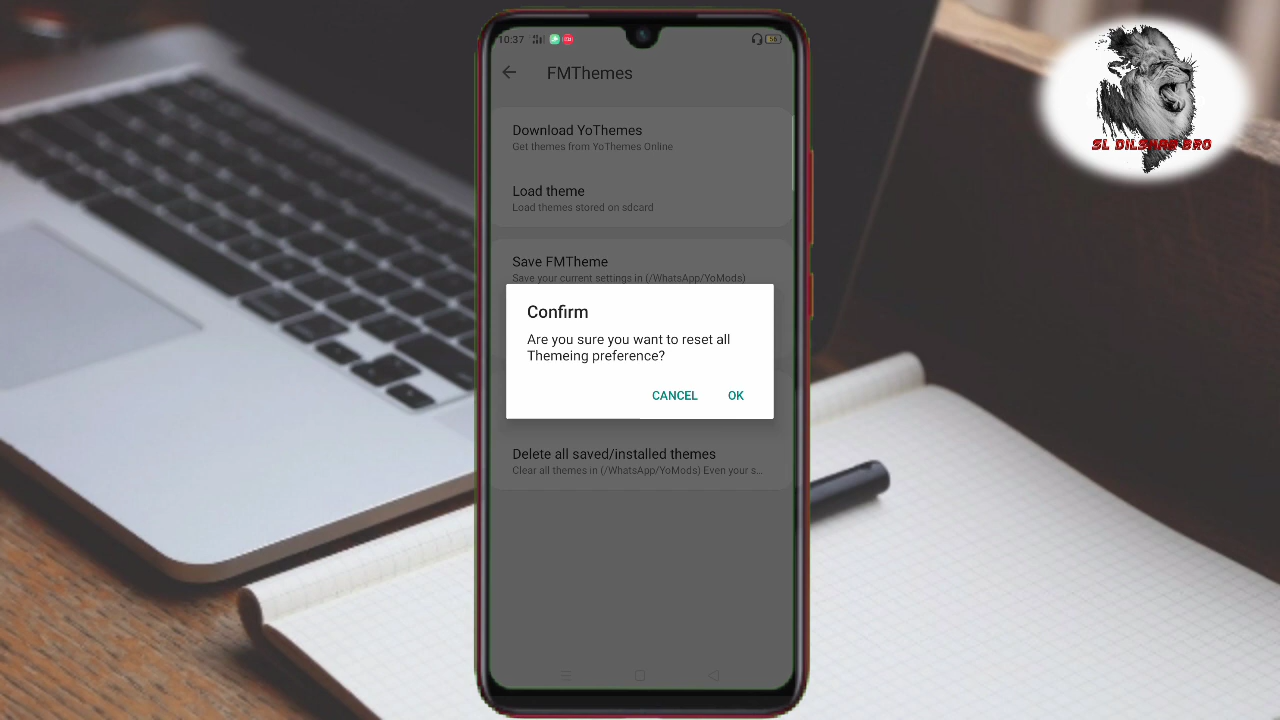 10:37
56
FMThemes
SL DILSHAN BRO
Download YoThemes
Get themes from YoThemes Online
Load theme
Load themes stored on sdcard
Save FMTheme
Save your current settings in (/WhatsApp/YoMods)
Confirm
Are you sure you want to reset all
Themeing preference?
CANCEL OK
Delete all saved/installed themes
Clear all themes in (/WhatsApp/YoMods) Even your s...